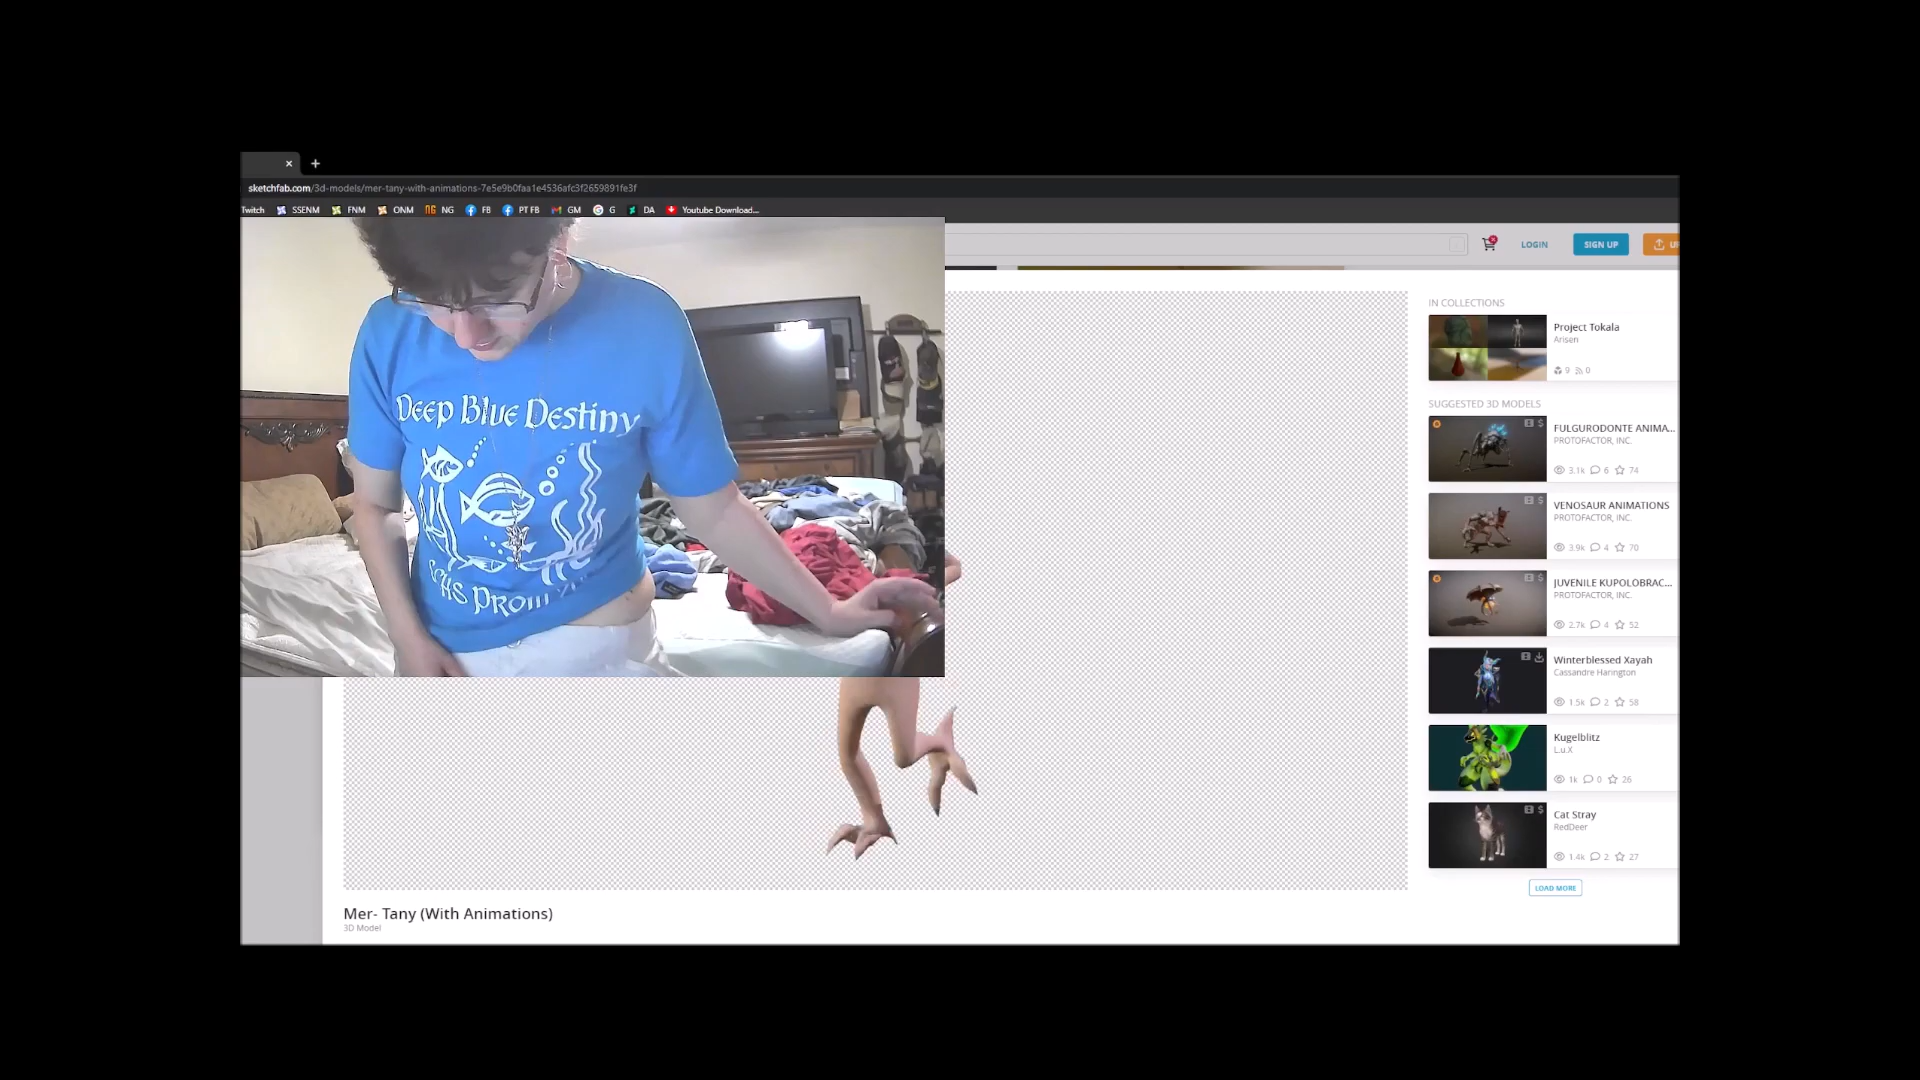 sketchfab.com/3d-models/mer-tany-with-animations-7e5e9b0faa1e4536afc3f2659891fe3f
Twitch SSENM FNM ONM NG FB PT FB GM G DA Youtube Download...
LOGIN SIGN UP
Deep Blue Destiny
Prom
IN COLLECTIONS
Project Tokala
Arisen
9 0
SUGGESTED 3D MODELS
FULGURODONTE ANIMA...
PROTOFACTOR, INC.
3.1k 6 74
VENOSAUR ANIMATIONS
PROTOFACTOR, INC.
3.9k 4 70
JUVENILE KUPOLOBRAC...
PROTOFACTOR, INC.
2.7k 4 52
Winterblessed Xayah
Cassandre Harington
1.5k 2 58
Kugelblitz
L.u.X
1k 0 26
Cat Stray
RedDeer
1.4k 2 27
LOAD MORE
Mer- Tany (With Animations)
3D Model